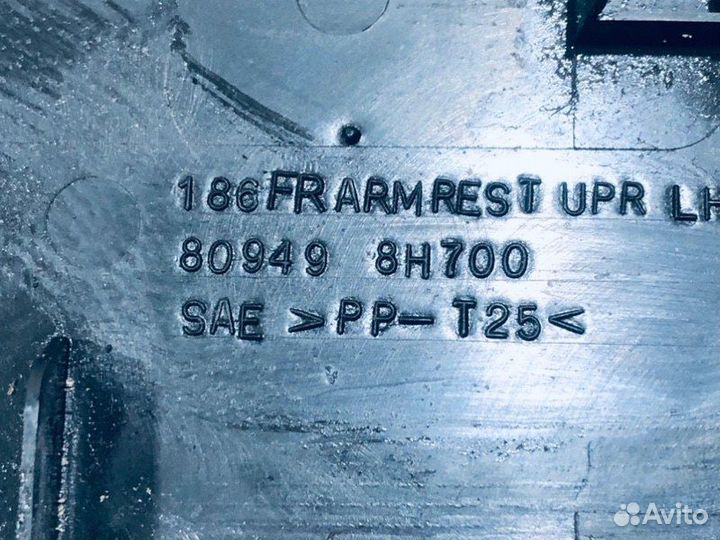 186 FR ARMREST UPR LH
80949 8H700
SAE >PP-T25<
Avito